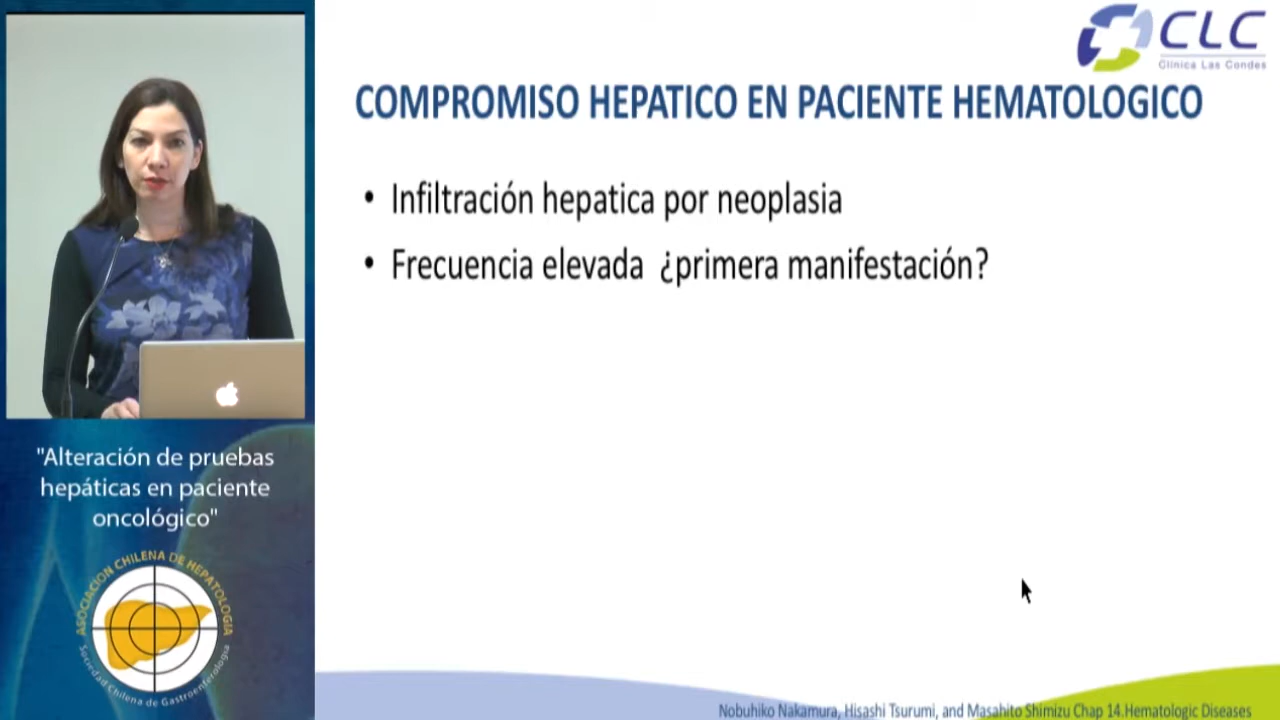 CLC
Clínica Las Condes
COMPROMISO HEPATICO EN PACIENTE HEMATOLOGICO
• Infiltración hepatica por neoplasia
• Frecuencia elevada ¿primera manifestación?
"Alteración de pruebas
hepáticas en paciente
oncológico"
ASOCIACION CHILENA DE HEPATOLOGIA
Sociedad Chilena de Gastroenterología
Nobuhiko Nakamura, Hisashi Tsurumi, and Masahito Shimizu Chap 14.Hematologic Diseases